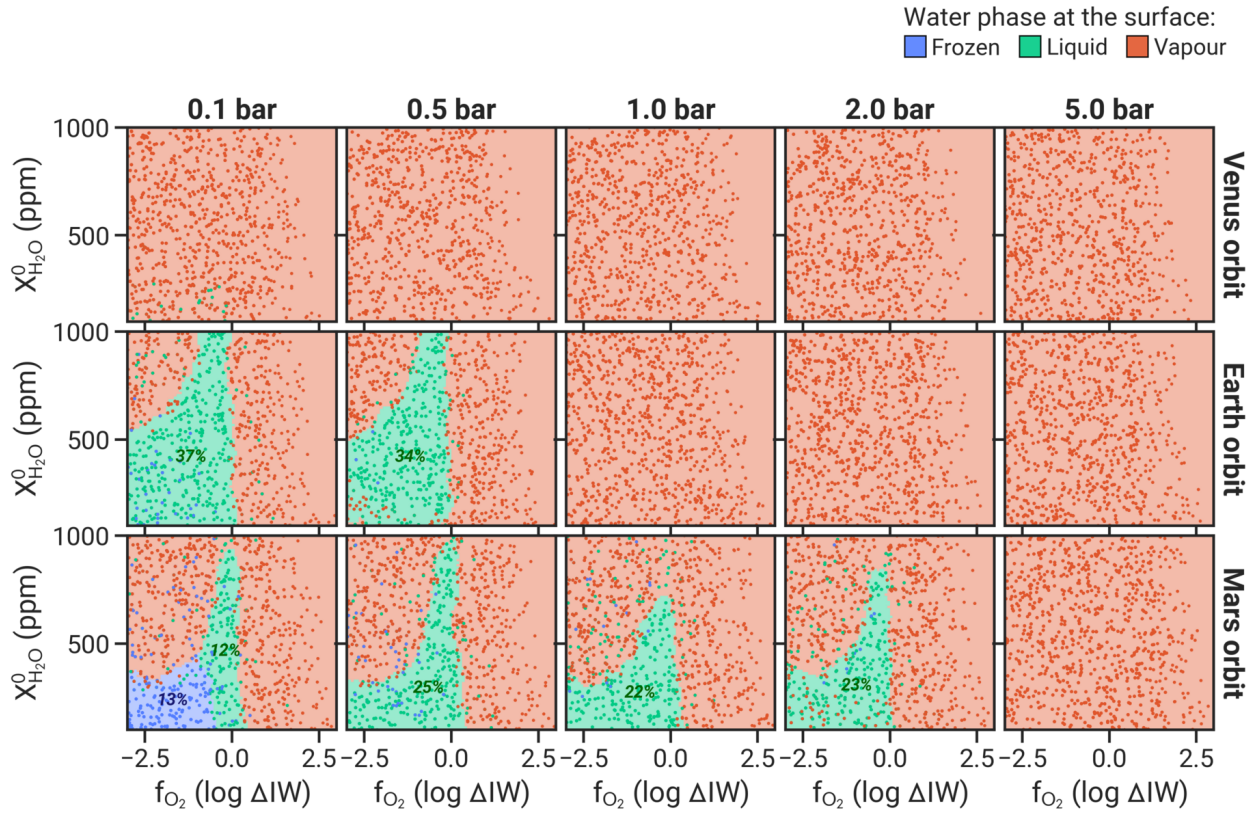 Water phase at the surface:
Frozen Liquid Vapour
0.1 bar 0.5 bar 1.0 bar 2.0 bar 5.0 bar
1000
500
X⁰H₂O (ppm)
Venus orbit
1000
500
X⁰H₂O (ppm)
37% 34%
Earth orbit
1000
500
X⁰H₂O (ppm)
13% 12% 25% 22% 23%
Mars orbit
−2.5 0.0 2.5 −2.5 0.0 2.5 −2.5 0.0 2.5 −2.5 0.0 2.5 −2.5 0.0 2.5
fO₂ (log ΔIW) fO₂ (log ΔIW) fO₂ (log ΔIW) fO₂ (log ΔIW) fO₂ (log ΔIW)